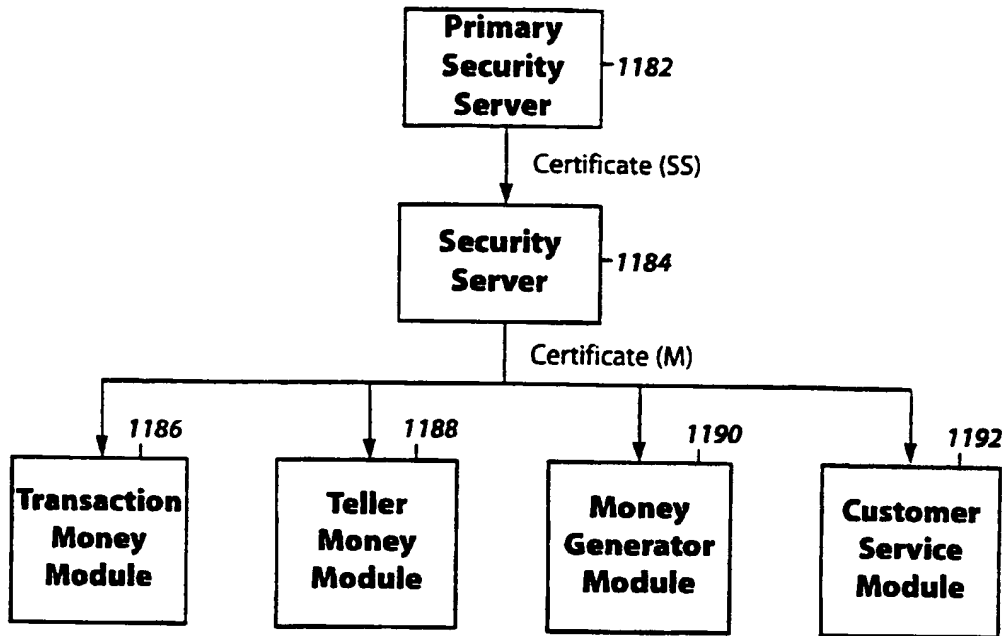 Primary
Security
Server
1182
Certificate (SS)
Security
Server
1184
Certificate (M)
1186
Transaction
Money
Module
1188
Teller
Money
Module
1190
Money
Generator
Module
1192
Customer
Service
Module